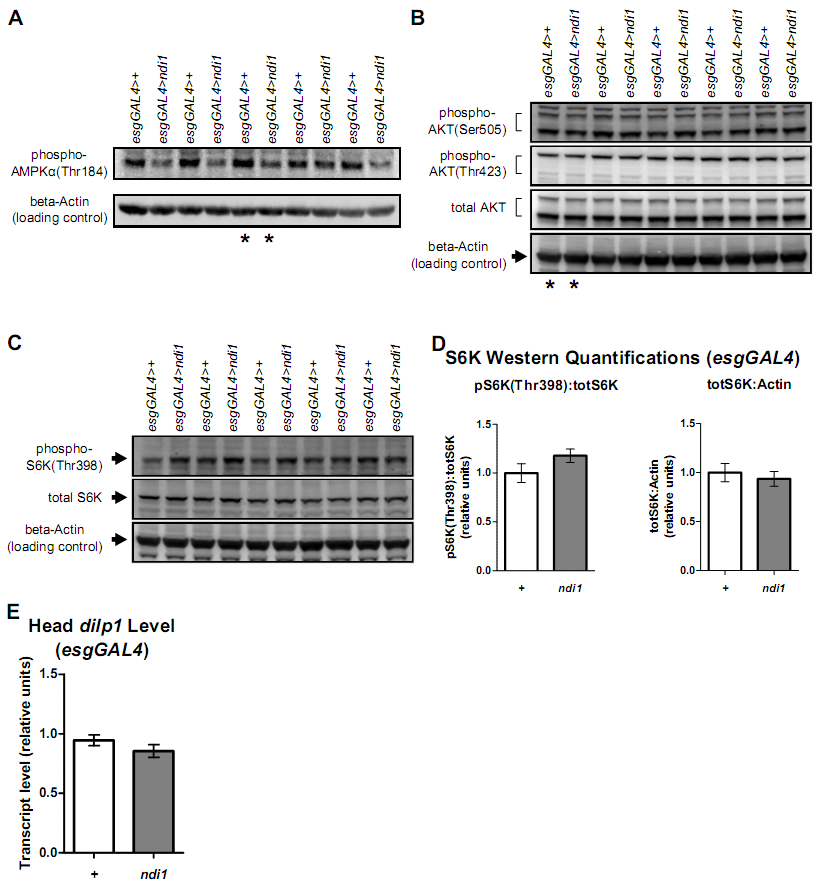 A
esgGAL4>+
esgGAL4>ndi1
esgGAL4>+
esgGAL4>ndi1
esgGAL4>+
esgGAL4>ndi1
esgGAL4>+
esgGAL4>ndi1
esgGAL4>+
esgGAL4>ndi1
phospho-
AMPKα(Thr184)
beta-Actin
(loading control)
* *
B
esgGAL4>+
esgGAL4>ndi1
esgGAL4>+
esgGAL4>ndi1
esgGAL4>+
esgGAL4>ndi1
esgGAL4>+
esgGAL4>ndi1
esgGAL4>+
esgGAL4>ndi1
phospho-
AKT(Ser505)
phospho-
AKT(Thr423)
total AKT
beta-Actin
(loading control)
* *
C
esgGAL4>+
esgGAL4>ndi1
esgGAL4>+
esgGAL4>ndi1
esgGAL4>+
esgGAL4>ndi1
esgGAL4>+
esgGAL4>ndi1
esgGAL4>+
esgGAL4>ndi1
phospho-
S6K(Thr398)
total S6K
beta-Actin
(loading control)
D
S6K Western Quantifications (esgGAL4)
pS6K(Thr398):totS6K
pS6K(Thr398):totS6K
(relative units)
1.5
1.0
0.5
0.0
+ ndi1
totS6K:Actin
totS6K:Actin
(relative units)
1.5
1.0
0.5
0.0
+ ndi1
E
Head dilp1 Level
(esgGAL4)
Transcript level (relative units)
1.5
1.0
0.5
0.0
+ ndi1